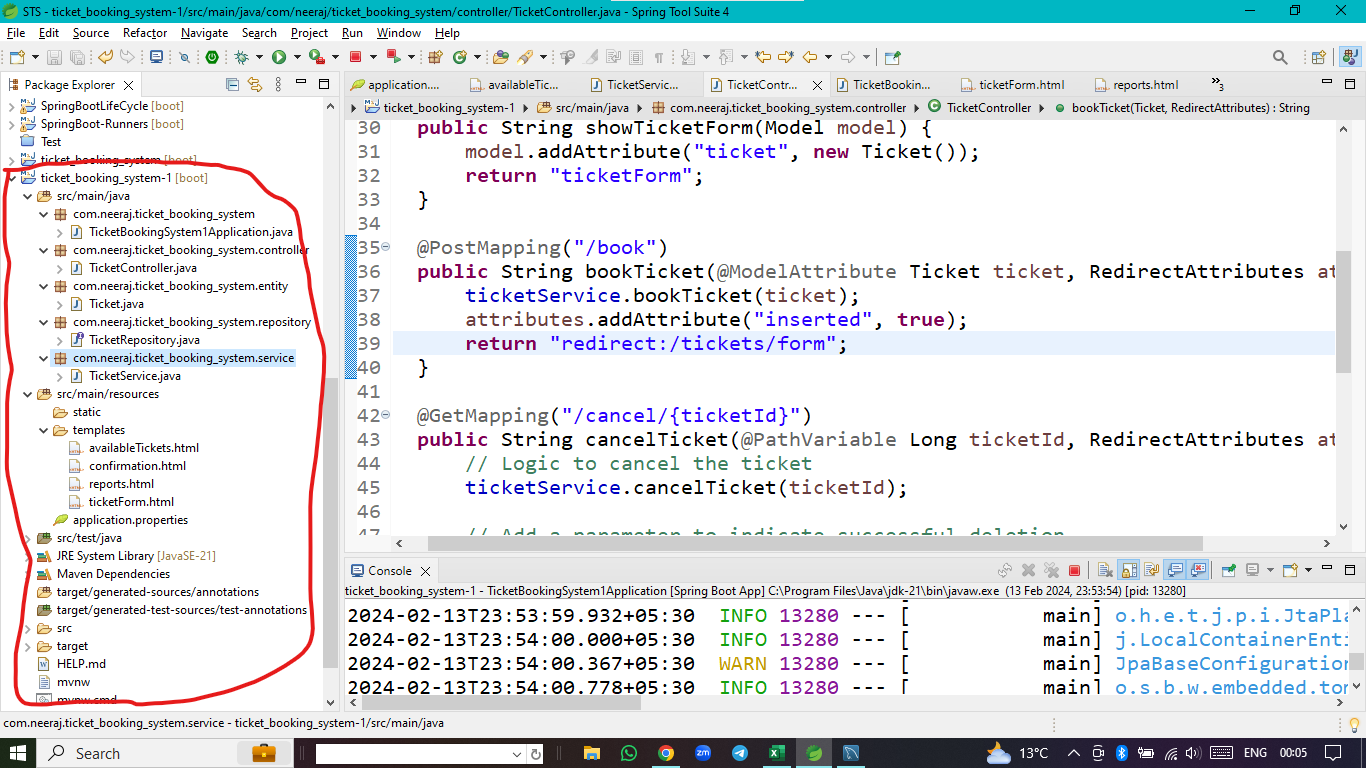 STS - ticket_booking_system-1/src/main/java/com/neeraj/ticket_booking_system/controller/TicketController.java - Spring Tool Suite 4
File Edit Source Refactor Navigate Search Project Run Window Help
Package Explorer
SpringBootLifeCycle [boot]
SpringBoot-Runners [boot]
Test
ticket_booking_system [boot]
ticket_booking_system-1 [boot]
src/main/java
com.neeraj.ticket_booking_system
TicketBookingSystem1Application.java
com.neeraj.ticket_booking_system.controller
TicketController.java
com.neeraj.ticket_booking_system.entity
Ticket.java
com.neeraj.ticket_booking_system.repository
TicketRepository.java
com.neeraj.ticket_booking_system.service
TicketService.java
src/main/resources
static
templates
availableTickets.html
confirmation.html
reports.html
ticketForm.html
application.properties
src/test/java
JRE System Library [JavaSE-21]
Maven Dependencies
target/generated-sources/annotations
target/generated-test-sources/test-annotations
src
target
HELP.md
mvnw
mvnw.cmd
application.... availableTic... TicketServic... TicketContr... TicketBookin... ticketForm.html reports.html »3
ticket_booking_system-1 src/main/java com.neeraj.ticket_booking_system.controller TicketController bookTicket(Ticket, RedirectAttributes) : String
30 public String showTicketForm(Model model) {
31 model.addAttribute("ticket", new Ticket());
32 return "ticketForm";
33 }
34
35 @PostMapping("/book")
36 public String bookTicket(@ModelAttribute Ticket ticket, RedirectAttributes at
37 ticketService.bookTicket(ticket);
38 attributes.addAttribute("inserted", true);
39 return "redirect:/tickets/form";
40 }
41
42 @GetMapping("/cancel/{ticketId}")
43 public String cancelTicket(@PathVariable Long ticketId, RedirectAttributes at
44 // Logic to cancel the ticket
45 ticketService.cancelTicket(ticketId);
46
47 // Add a parameter to indicate successful deletion
Console
ticket_booking_system-1 - TicketBookingSystem1Application [Spring Boot App] C:\Program Files\Java\jdk-21\bin\javaw.exe (13 Feb 2024, 23:53:54) [pid: 13280]
2024-02-13T23:53:59.932+05:30 INFO 13280 --- [ main] o.h.e.t.j.p.i.JtaPla
2024-02-13T23:54:00.000+05:30 INFO 13280 --- [ main] j.LocalContainerEnti
2024-02-13T23:54:00.367+05:30 WARN 13280 --- [ main] JpaBaseConfiguration
2024-02-13T23:54:00.778+05:30 INFO 13280 --- [ main] o.s.b.w.embedded.tom
com.neeraj.ticket_booking_system.service - ticket_booking_system-1/src/main/java
Search
zm
13°C
ENG
00:05